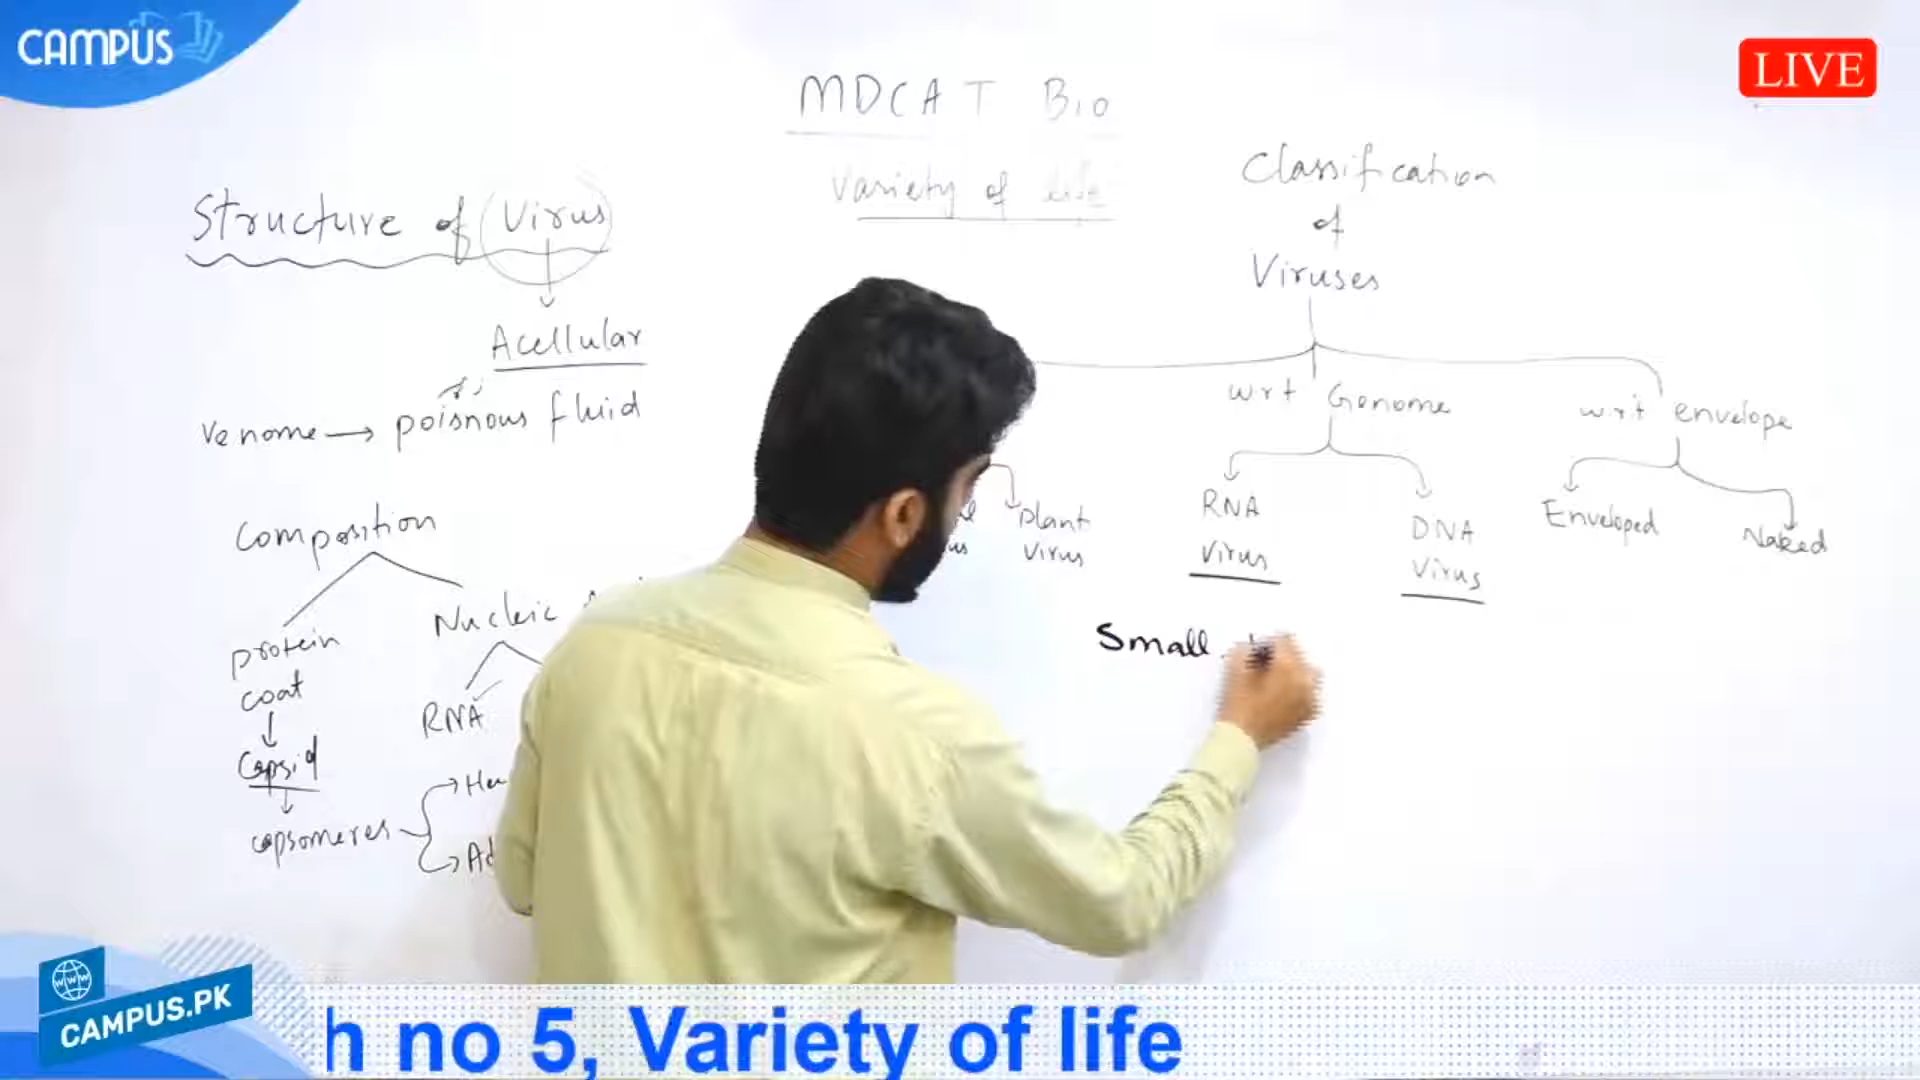 CAMPUS
LIVE
MDCAT Bio
Variety of life
Structure of Virus
Acellular
Venome → poisnous fluid
Composition
protein
coat
Capsid
capsomeres
Nucleic
RNA
Classification
of
Viruses
Plant
Virus
wrt Genome
RNA
Virus
DNA
Virus
wrt envelope
Enveloped
Naked
Small
www
CAMPUS.PK
h no 5, Variety of life